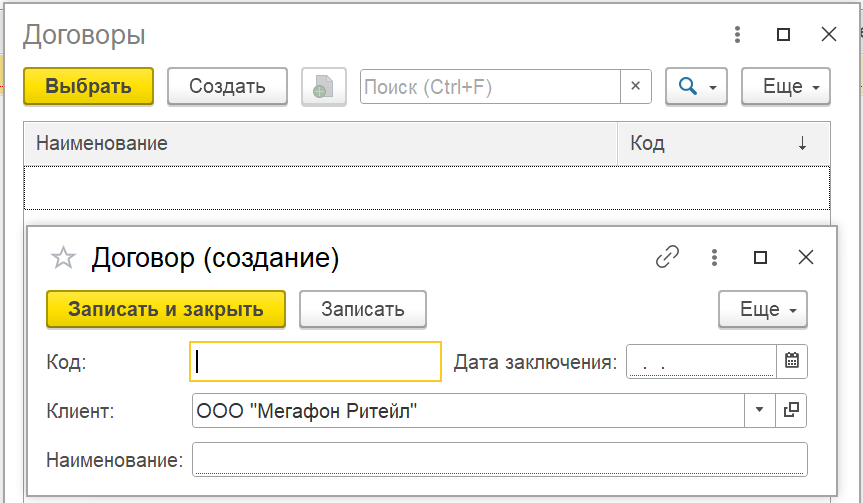 Договоры
Выбрать Создать Поиск (Ctrl+F) × Еще
Наименование Код ↓
Договор (создание)
Записать и закрыть Записать Еще
Код: Дата заключения: . .
Клиент: ООО "Мегафон Ритейл"
Наименование: